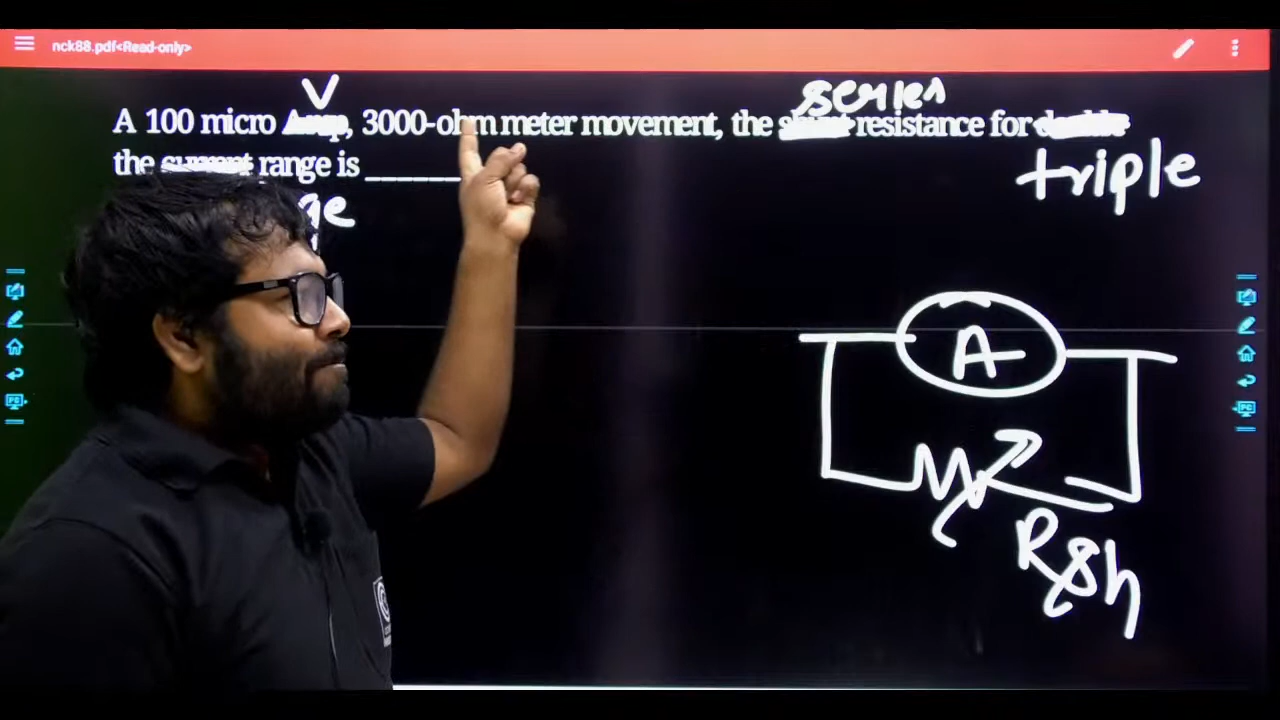 nck88.pdf<Read-only>
V series
A 100 micro Amp, 3000-ohm meter movement, the shunt resistance for double
the current range is ______
triple
ge
A
Rsh